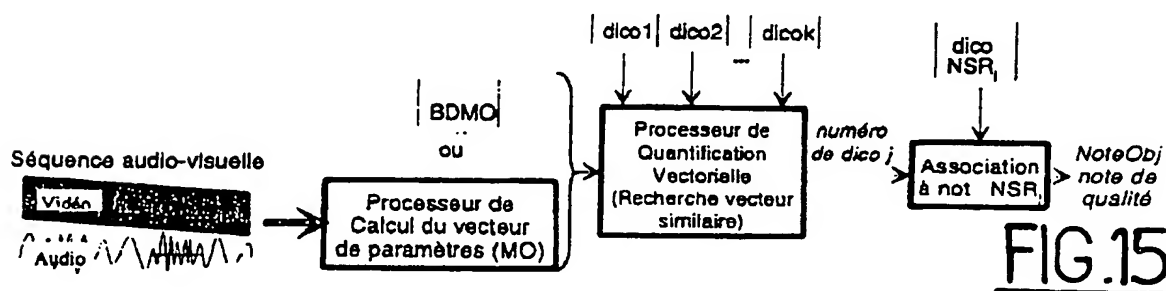 Séquence audio-visuelle
Vidéo
Audio
BDMO
ou
Processeur de
Calcul du vecteur
de paramètres (MO)
dico1 dico2 ... dicok
Processeur de
Quantification
Vectorielle
(Recherche vecteur
similaire)
numéro
de dico j
dico
NSRj
Association
à not NSRj
NoteObj
note de
qualité
FIG.15